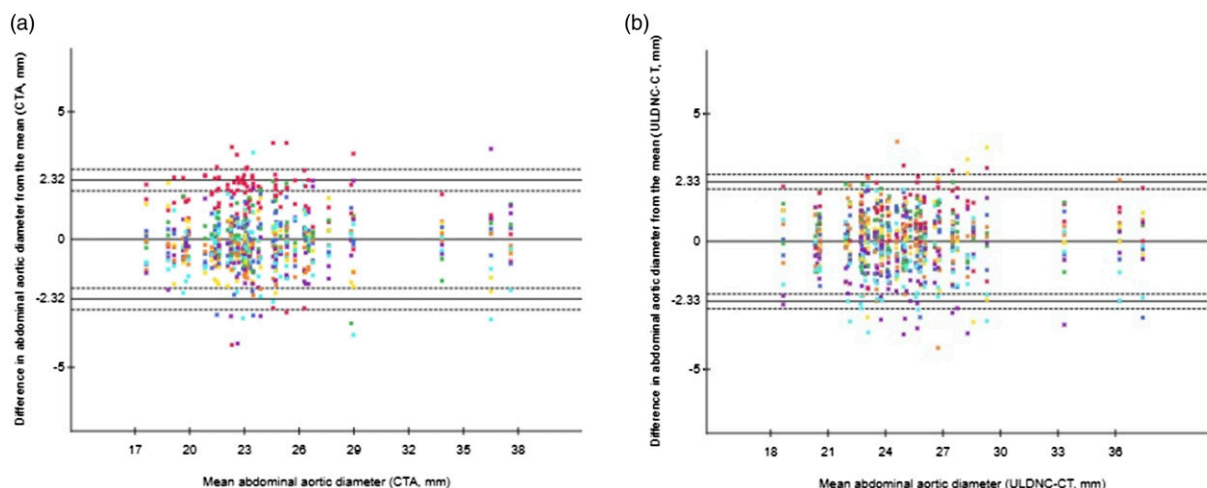 (a)
Difference in abdominal aortic diameter from the mean (CTA, mm)
5
2.32
0
-2.32
-5
17 20 23 26 29 32 35 38
Mean abdominal aortic diameter (CTA, mm)
(b)
Difference in abdominal aortic diameter from the mean (ULDNC-CT, mm)
5
2.33
0
-2.33
-5
18 21 24 27 30 33 36
Mean abdominal aortic diameter (ULDNC-CT, mm)